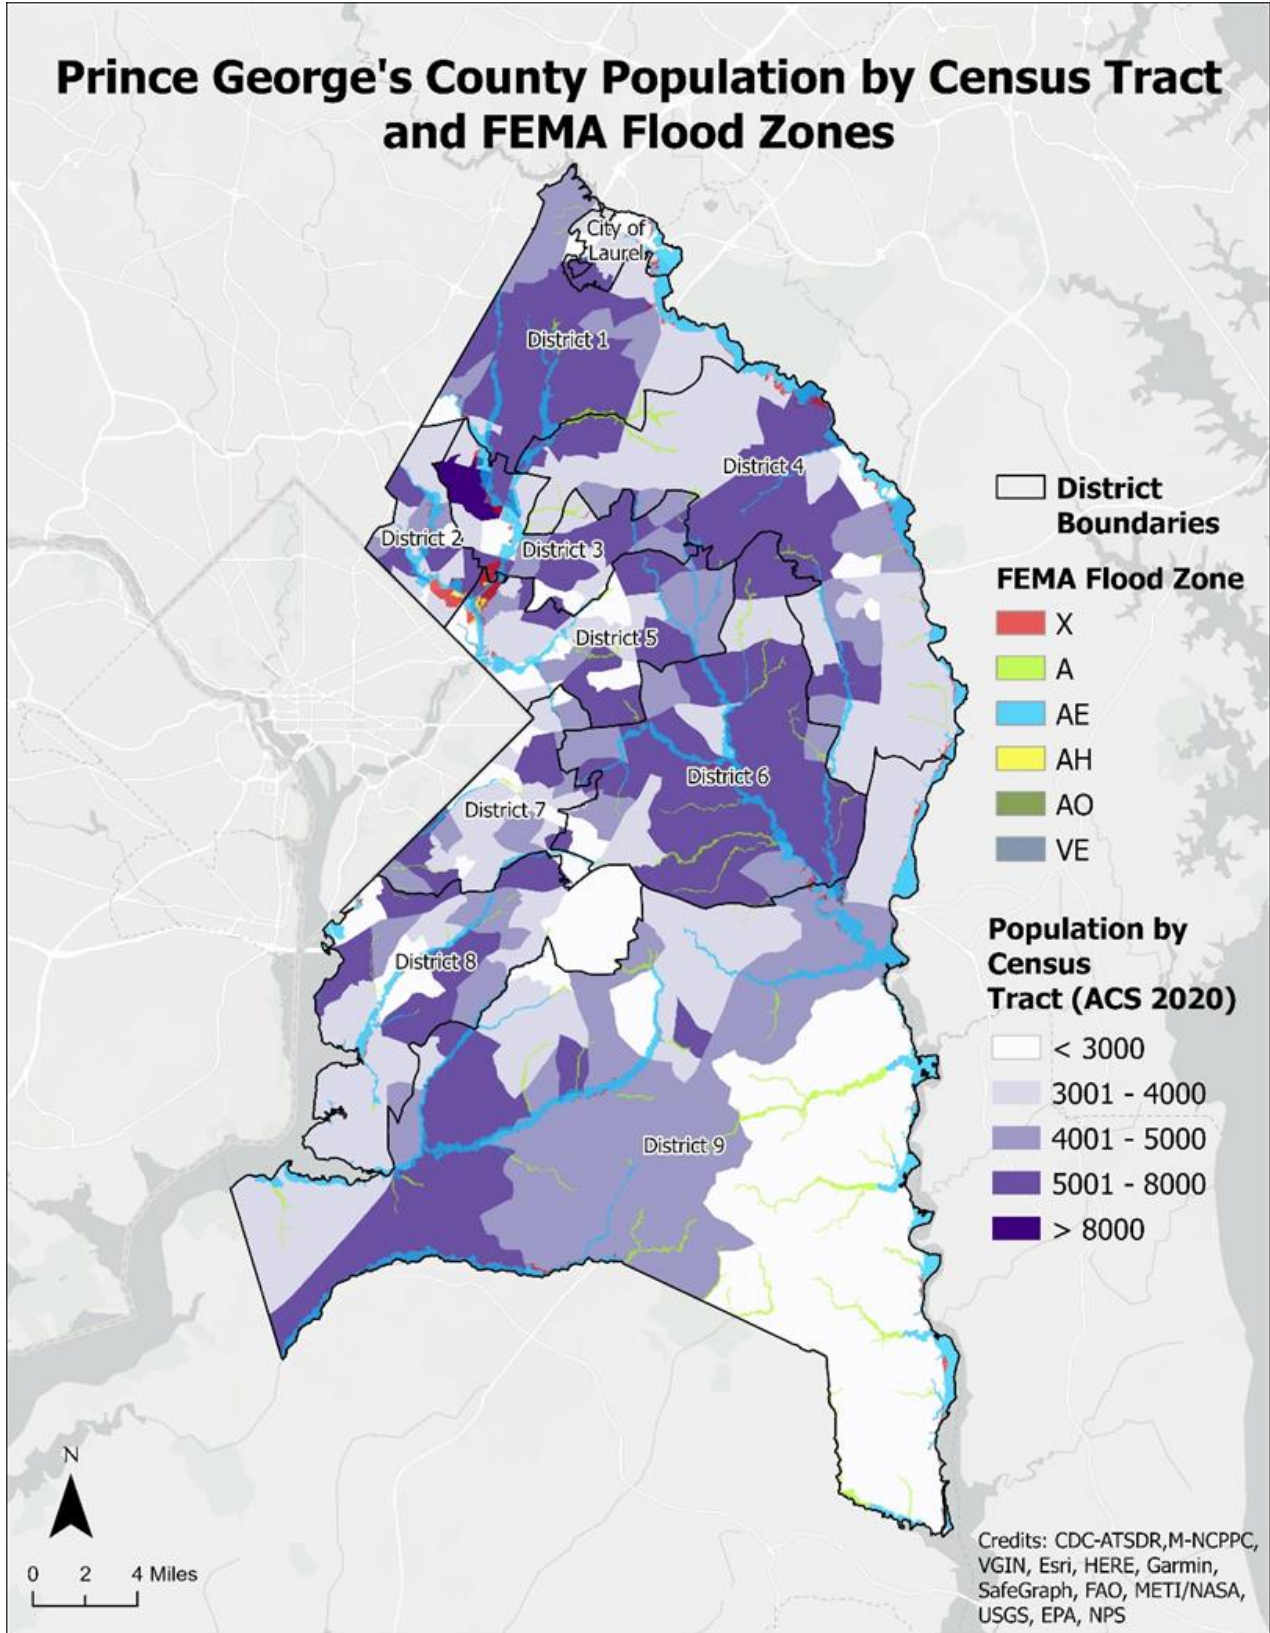 Prince George's County Population by Census Tract
and FEMA Flood Zones
City of
Laurel
District 1
District 4
District 2
District 3
District 5
District 6
District 7
District 8
District 9
District
Boundaries
FEMA Flood Zone
X
A
AE
AH
AO
VE
Population by
Census
Tract (ACS 2020)
< 3000
3001 - 4000
4001 - 5000
5001 - 8000
> 8000
N
0 2 4 Miles
Credits: CDC-ATSDR,M-NCPPC,
VGIN, Esri, HERE, Garmin,
SafeGraph, FAO, METI/NASA,
USGS, EPA, NPS